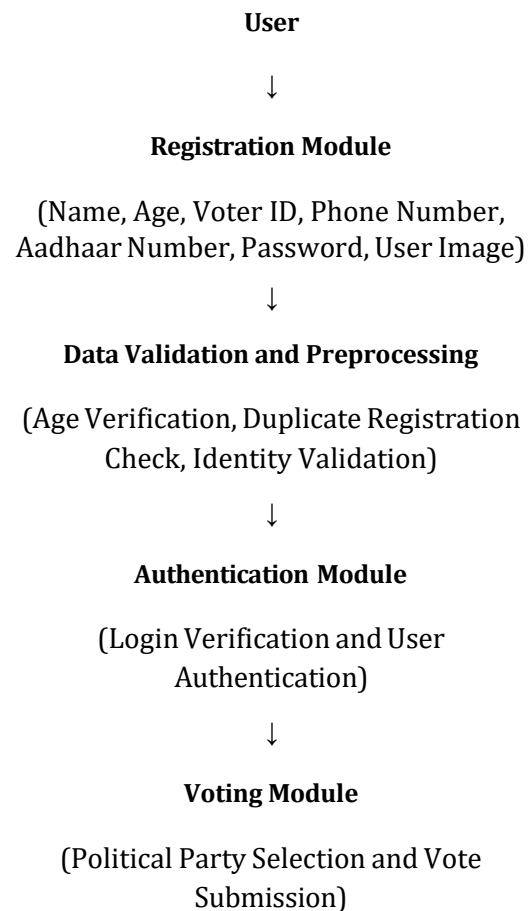 User
↓
Registration Module
(Name, Age, Voter ID, Phone Number,
Aadhaar Number, Password, User Image)
↓
Data Validation and Preprocessing
(Age Verification, Duplicate Registration
Check, Identity Validation)
↓
Authentication Module
(Login Verification and User
Authentication)
↓
Voting Module
(Political Party Selection and Vote
Submission)